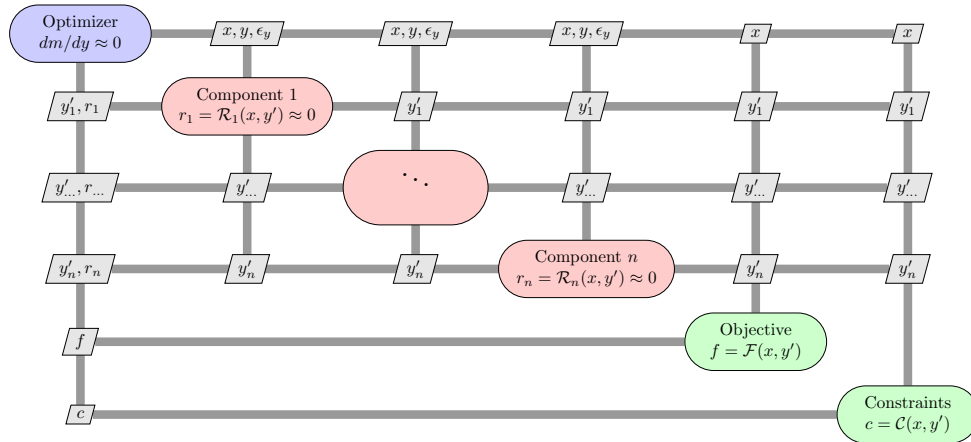 Optimizer
dm/dy ≈ 0
x, y, ϵ_y
x, y, ϵ_y
x, y, ϵ_y
x
x
y′_1, r_1
Component 1
r_1 = ℛ_1(x, y′) ≈ 0
y′_1
y′_1
y′_1
y′_1
y′_…, r_…
y′_…
⋱
y′_…
y′_…
y′_…
y′_n, r_n
y′_n
y′_n
Component n
r_n = ℛ_n(x, y′) ≈ 0
y′_n
y′_n
f
Objective
f = ℱ(x, y′)
c
Constraints
c = 𝒞(x, y′)